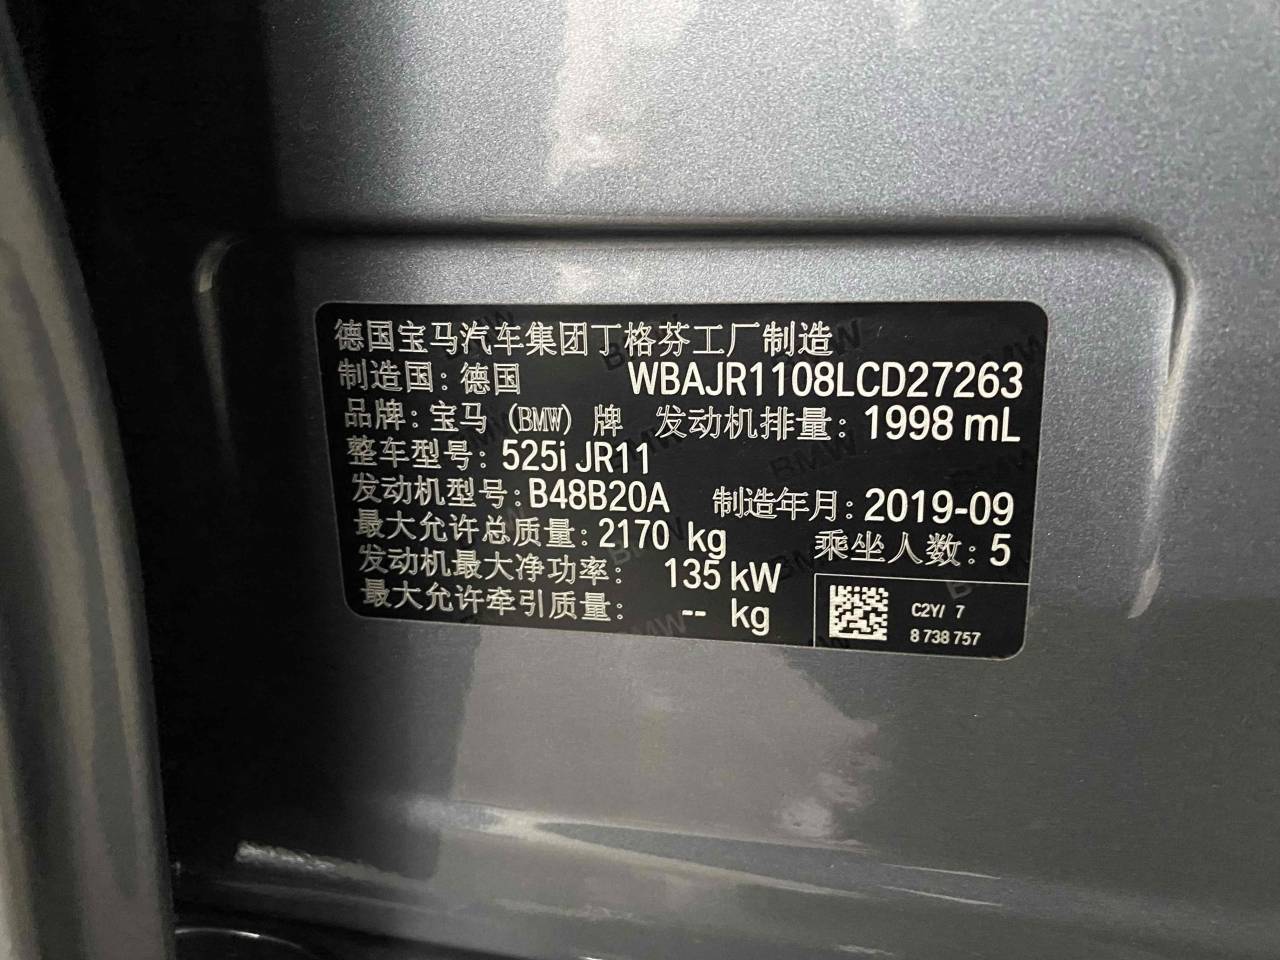 德国宝马汽车集团丁格芬工厂制造
制造国: 德国 WBAJR1108LCD27263
品牌: 宝马 (BMW) 牌 发动机排量: 1998 mL
整车型号: 525i JR11
发动机型号: B48B20A 制造年月: 2019-09
最大允许总质量: 2170 kg 乘坐人数: 5
发动机最大净功率: 135 kW
最大允许牵引质量: -- kg
C2Y/ 7
8 738 757